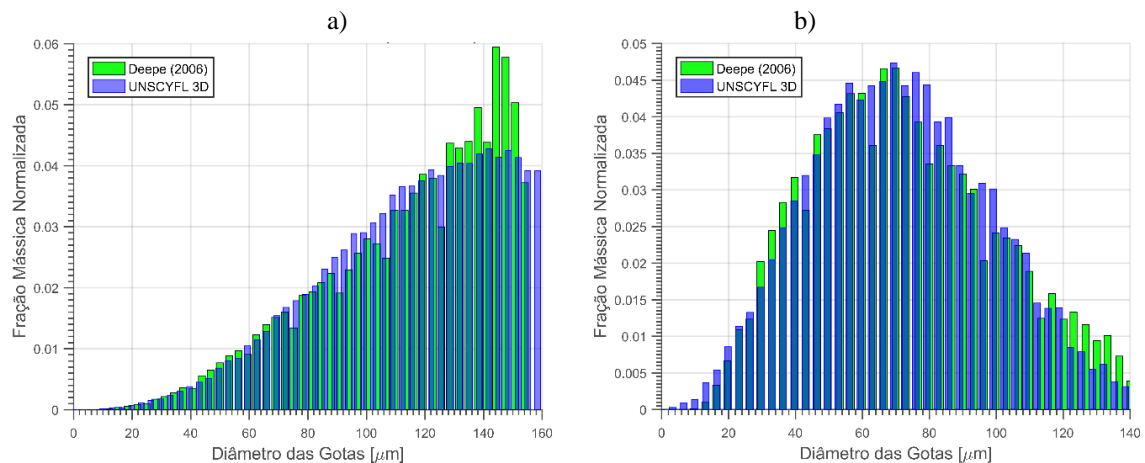 a)
0.06
0.05
0.04
0.03
0.02
0.01
0
Fração Mássica Normalizada
Deepe (2006)
UNSCYFL 3D
0 20 40 60 80 100 120 140 160
Diâmetro das Gotas [μm]
b)
0.05
0.045
0.04
0.035
0.03
0.025
0.02
0.015
0.01
0.005
0
Fração Mássica Normalizada
Deepe (2006)
UNSCYFL 3D
0 20 40 60 80 100 120 140
Diâmetro das Gotas [μm]